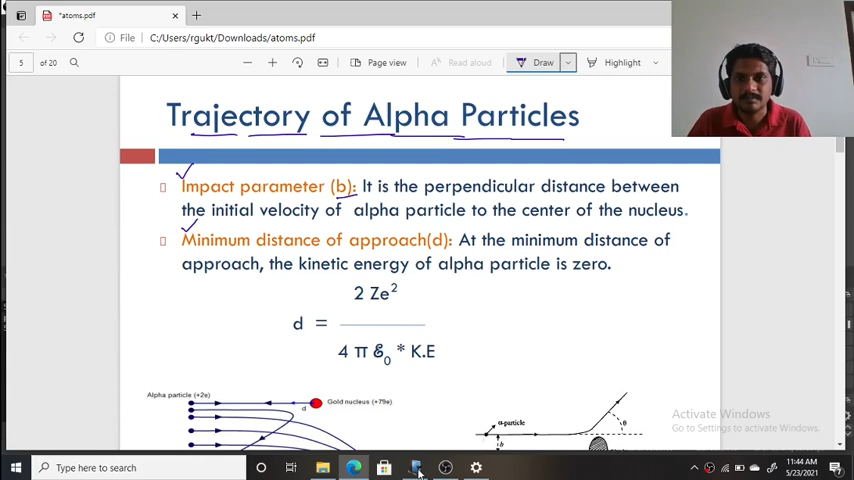 *atoms.pdf
File C:/Users/rgukt/Downloads/atoms.pdf
5 of 20 Page view Read aloud Draw Highlight
Trajectory of Alpha Particles
Impact parameter (b): It is the perpendicular distance between
the initial velocity of alpha particle to the center of the nucleus.
Minimum distance of approach(d): At the minimum distance of
approach, the kinetic energy of alpha particle is zero.
2 Ze²
d =
4 π ℰ₀ * K.E
Alpha particle (+2e)
d
Gold nucleus (+79e)
α-particle
θ
b
Activate Windows
Go to Settings to activate Windows.
Type here to search
11:44 AM
5/23/2021